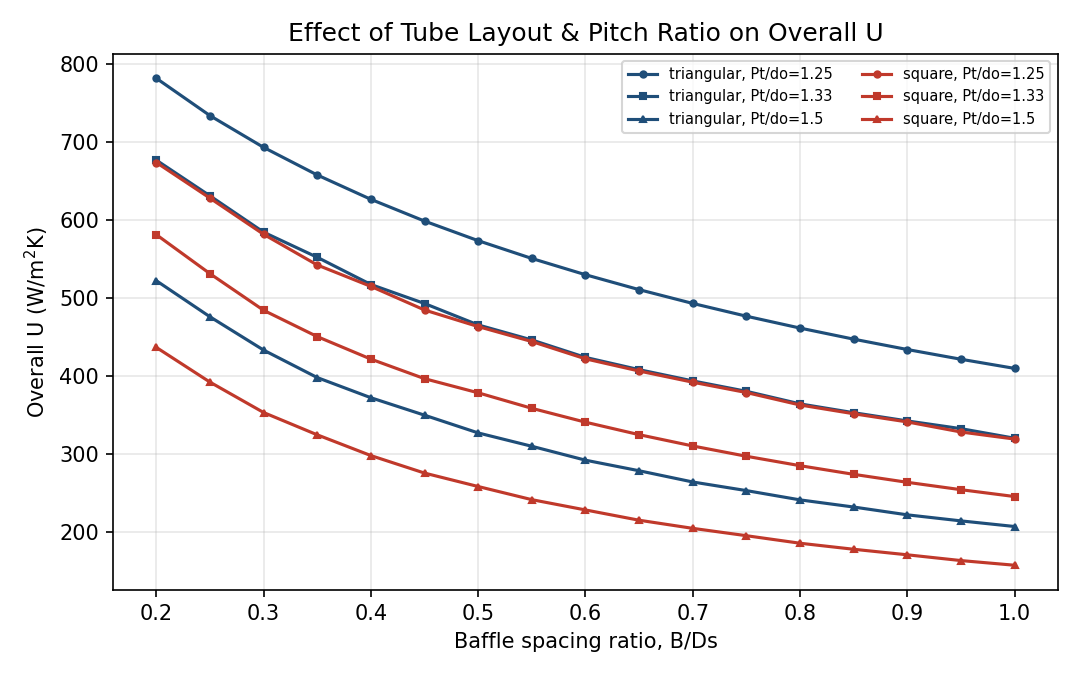 Effect of Tube Layout & Pitch Ratio on Overall U
triangular, Pt/do=1.25
triangular, Pt/do=1.33
triangular, Pt/do=1.5
square, Pt/do=1.25
square, Pt/do=1.33
square, Pt/do=1.5
Overall U (W/m²K)
800
700
600
500
400
300
200
0.2 0.3 0.4 0.5 0.6 0.7 0.8 0.9 1.0
Baffle spacing ratio, B/Ds